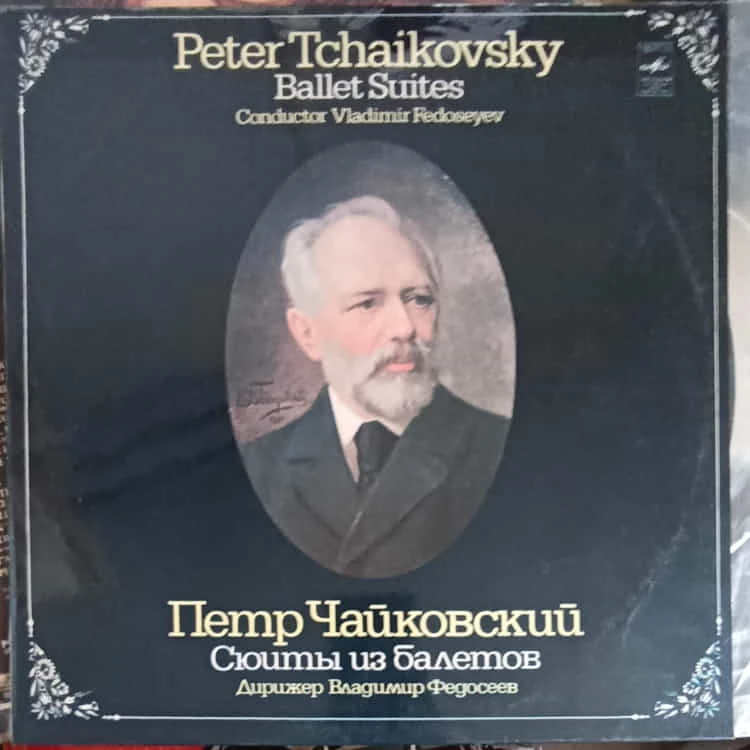 Peter Tchaikovsky
Ballet Suites
Conductor Vladimir Fedoseyev
Петр Чайковский
Сюиты из балетов
Дирижер Владимир Федосеев